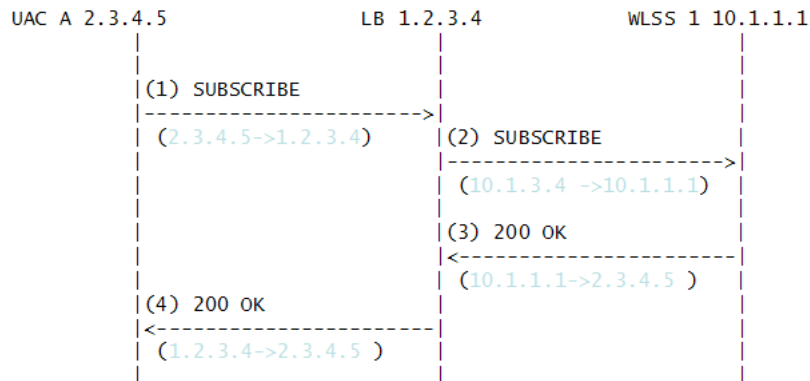 UAC A 2.3.4.5 LB 1.2.3.4 WLSS 1 10.1.1.1
(1) SUBSCRIBE
----------------------->
(2.3.4.5->1.2.3.4)
(2) SUBSCRIBE
----------------------->
(10.1.3.4 ->10.1.1.1)
(3) 200 OK
<-----------------------
(10.1.1.1->2.3.4.5 )
(4) 200 OK
<-----------------------
(1.2.3.4->2.3.4.5 )